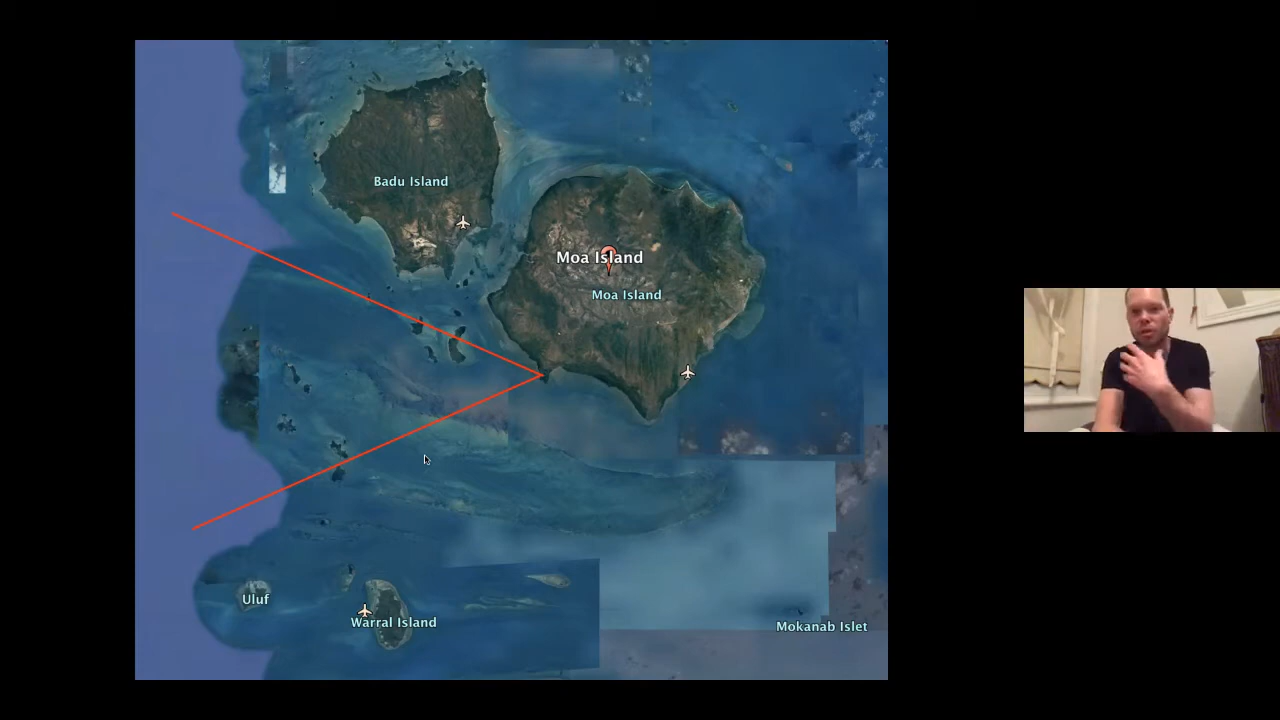 Badu Island
Moa Island
Moa Island
Uluf
Warral Island
Mokanab Islet